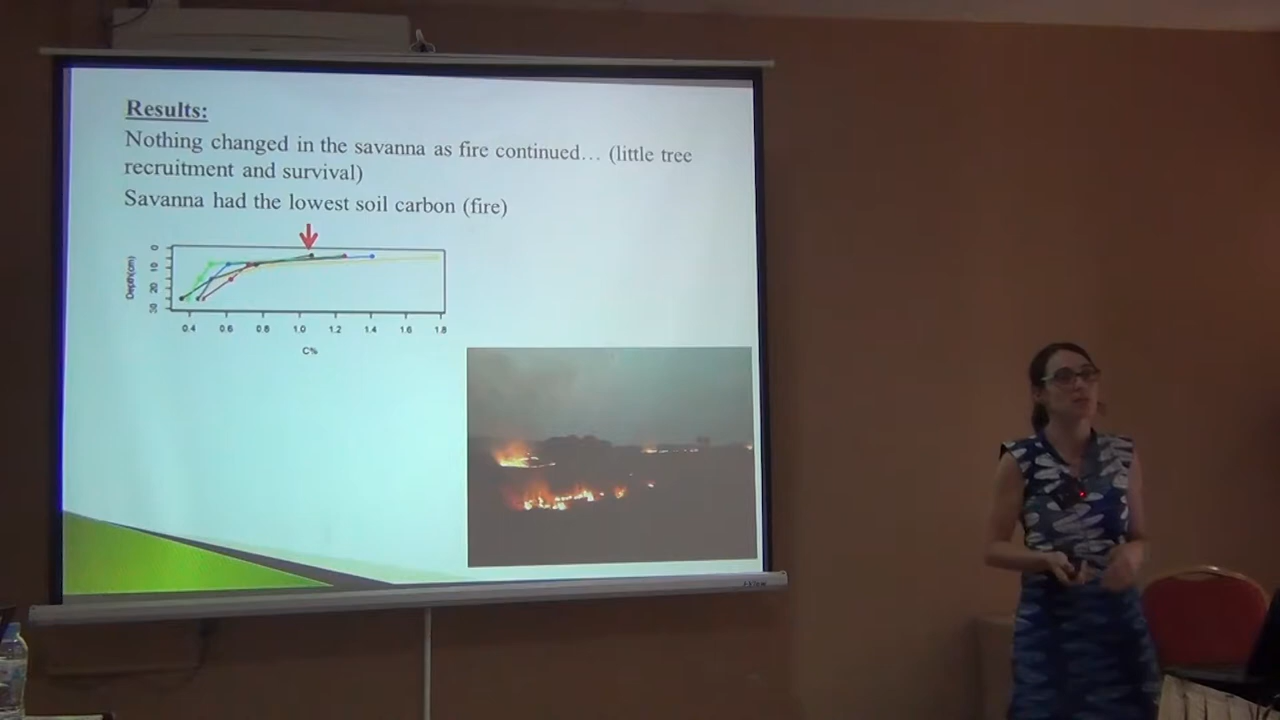 Results:
Nothing changed in the savanna as fire continued… (little tree
recruitment and survival)
Savanna had the lowest soil carbon (fire)
Depth(cm)
0
10
20
30
0.4 0.6 0.8 1.0 1.2 1.4 1.6 1.8
C%